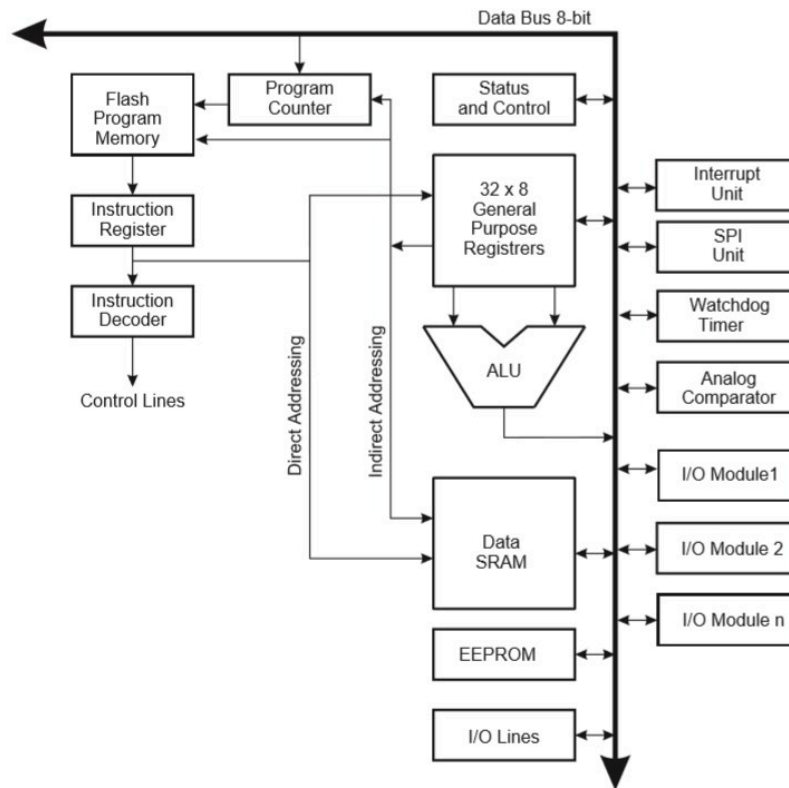 Data Bus 8-bit
Flash
Program
Memory
Program
Counter
Status
and Control
Instruction
Register
32 x 8
General
Purpose
Registrers
Interrupt
Unit
SPI
Unit
Instruction
Decoder
Watchdog
Timer
Control Lines
Direct Addressing
Indirect Addressing
ALU
Analog
Comparator
I/O Module1
Data
SRAM
I/O Module 2
I/O Module n
EEPROM
I/O Lines